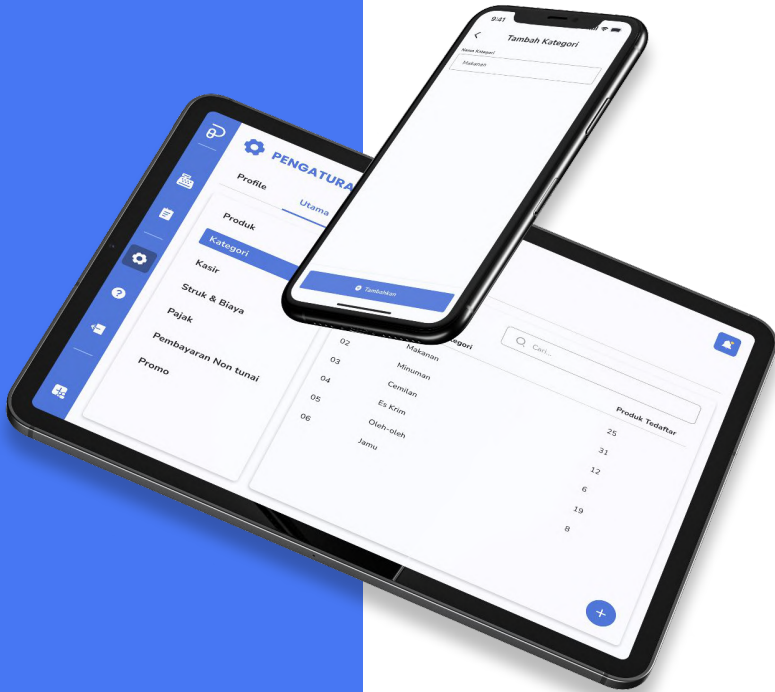 9:41
Tambah Kategori
Nama Kategori
Makanan
Tambahkan
PENGATURA
Profile
Utama
Produk
Kategori
Kasir
Struk & Biaya
Pajak
Pembayaran Non tunai
Promo
egori
Cari...
Produk Tedaftar
Makanan 25
02 Minuman 31
03 Cemilan 12
04 Es Krim 6
05 Oleh-oleh 19
06 Jamu 8